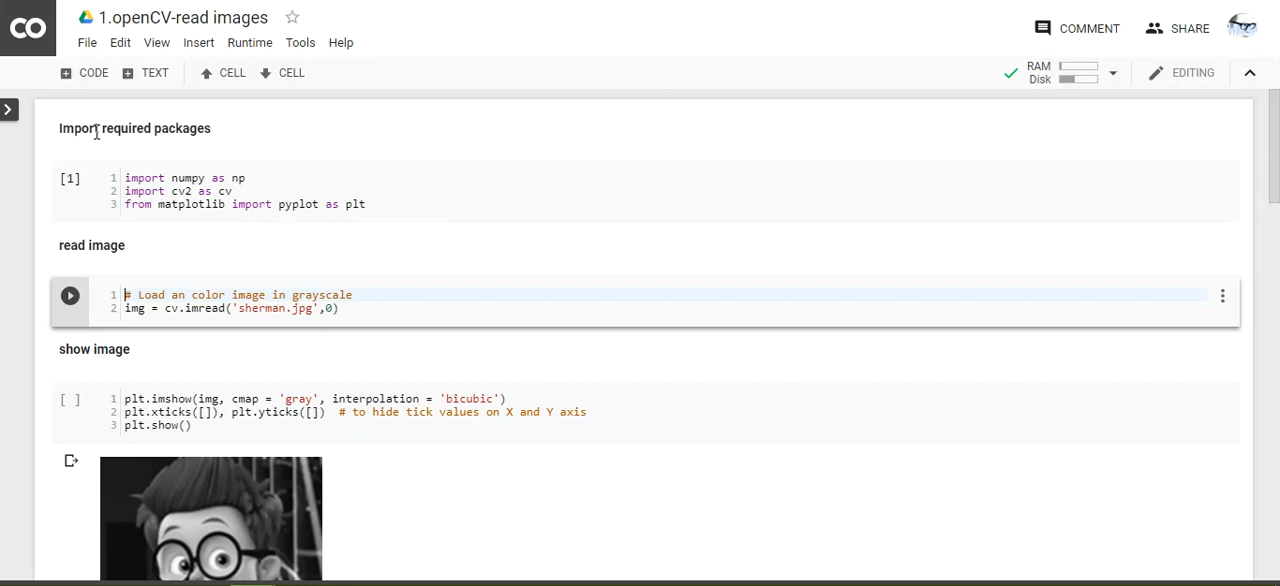 CO
1.openCV-read images
COMMENT
SHARE
File Edit View Insert Runtime Tools Help
CODE TEXT CELL CELL
RAM
Disk
EDITING
Import required packages
[1]
1 import numpy as np
2 import cv2 as cv
3 from matplotlib import pyplot as plt
read image
1 # Load an color image in grayscale
2 img = cv.imread('sherman.jpg',0)
show image
[ ]
1 plt.imshow(img, cmap = 'gray', interpolation = 'bicubic')
2 plt.xticks([]), plt.yticks([])  # to hide tick values on X and Y axis
3 plt.show()